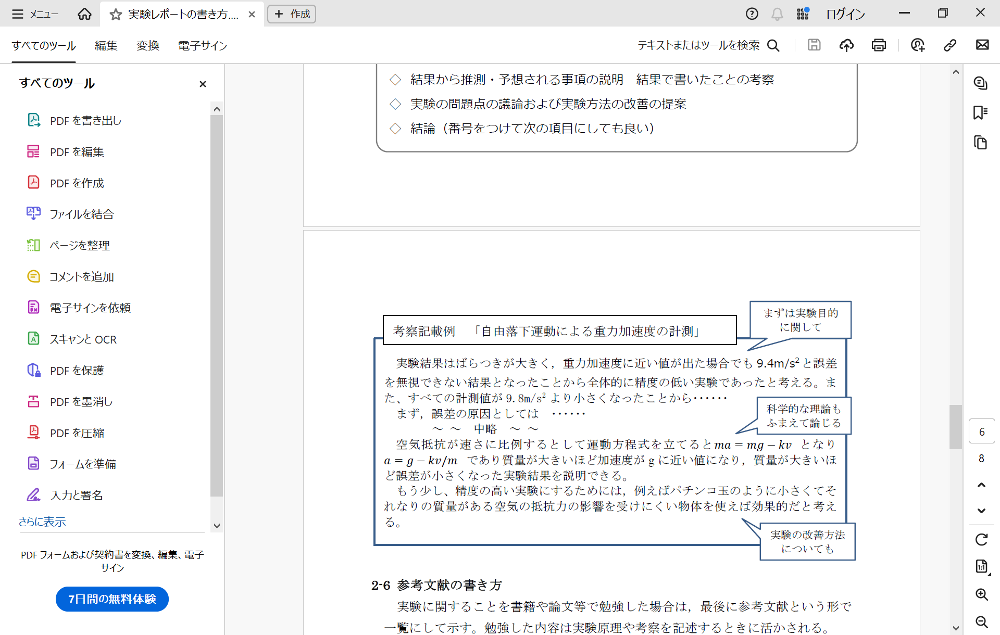 メニュー
実験レポートの書き方....
作成
ログイン
すべてのツール
編集
変換
電子サイン
テキストまたはツールを検索
すべてのツール
PDF を書き出し
PDF を編集
PDF を作成
ファイルを結合
ページを整理
コメントを追加
電子サインを依頼
スキャンと OCR
PDF を保護
PDF を墨消し
PDF を圧縮
フォームを準備
入力と署名
さらに表示
PDF フォームおよび契約書を変換、編集、電子
サイン
7日間の無料体験
◇ 結果から推測・予想される事項の説明　結果で書いたことの考察
◇ 実験の問題点の議論および実験方法の改善の提案
◇ 結論（番号をつけて次の項目にしても良い）
まずは実験目的
に関して
考察記載例　「自由落下運動による重力加速度の計測」
実験結果はばらつきが大きく，重力加速度に近い値が出た場合でも 9.4m/s² と誤差
を無視できない結果となったことから全体的に精度の低い実験であったと考える。ま
た、すべての計測値が 9.8m/s² より小さくなったことから‥‥‥
まず，誤差の原因としては　‥‥‥
～ ～　中略　～ ～
科学的な理論も
ふまえて論じる
空気抵抗が速さに比例するとして運動方程式を立てるとma = mg − kv となり
a = g − kv/m であり質量が大きいほど加速度が g に近い値になり，質量が大きいほ
ど誤差が小さくなった実験結果を説明できる。
もう少し、精度の高い実験にするためには，例えばパチンコ玉のように小さくてそ
れなりの質量がある空気の抵抗力の影響を受けにくい物体を使えば効果的だと考え
る。
実験の改善方法
についても
2-6 参考文献の書き方
実験に関することを書籍や論文等で勉強した場合は，最後に参考文献という形で
一覧にして示す。勉強した内容は実験原理や考察を記述するときに活かされる。
6
8
1:1